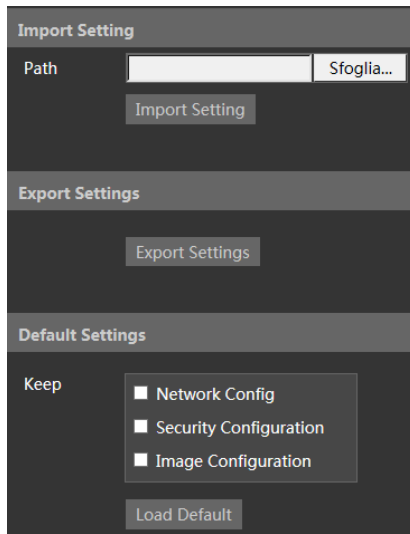 Import Setting
Path Sfoglia...
Import Setting
Export Settings
Export Settings
Default Settings
Keep
Network Config
Security Configuration
Image Configuration
Load Default